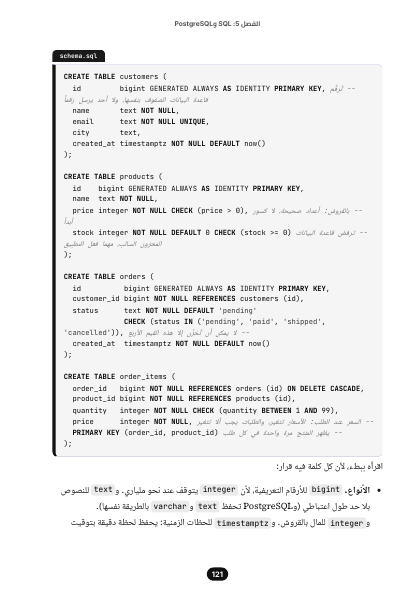 الفصل 5: SQL وPostgreSQL
schema.sql
CREATE TABLE customers (
id bigint GENERATED ALWAYS AS IDENTITY PRIMARY KEY, -- ترقّم
قاعدة البيانات الصفوف بنفسها، ولا أحد يرسل رقماً
name text NOT NULL,
email text NOT NULL UNIQUE,
city text,
created_at timestamptz NOT NULL DEFAULT now()
);
CREATE TABLE products (
id bigint GENERATED ALWAYS AS IDENTITY PRIMARY KEY,
name text NOT NULL,
price integer NOT NULL CHECK (price > 0), -- بالقروش: أعداد صحيحة، لا كسور
أبداً
stock integer NOT NULL DEFAULT 0 CHECK (stock >= 0) -- ترفض قاعدة البيانات
المخزون السالب، مهما فعل التطبيق
);
CREATE TABLE orders (
id bigint GENERATED ALWAYS AS IDENTITY PRIMARY KEY,
customer_id bigint NOT NULL REFERENCES customers (id),
status text NOT NULL DEFAULT 'pending'
CHECK (status IN ('pending', 'paid', 'shipped',
'cancelled')), -- لا يمكن أن تُخزَّن إلا هذه القيم الأربع
created_at timestamptz NOT NULL DEFAULT now()
);
CREATE TABLE order_items (
order_id bigint NOT NULL REFERENCES orders (id) ON DELETE CASCADE,
product_id bigint NOT NULL REFERENCES products (id),
quantity integer NOT NULL CHECK (quantity BETWEEN 1 AND 99),
price integer NOT NULL, -- السعر عند الطلب: الأسعار تتغير، والطلبات يجب ألا تتغير
PRIMARY KEY (order_id, product_id) -- يظهر المنتج مرة واحدة في كل طلب
);
اقرأه ببطء، لأن كل كلمة فيه قرار:
• الأنواع. bigint للأرقام التعريفية، لأن integer يتوقف عند نحو ملياري. و text للنصوص
بلا حد طول اعتباطي (وPostgreSQL تحفظ text و varchar بالطريقة نفسها).
و integer للمال بالقروش. و timestamptz للحظات الزمنية: يحفظ لحظة دقيقة بتوقيت
121